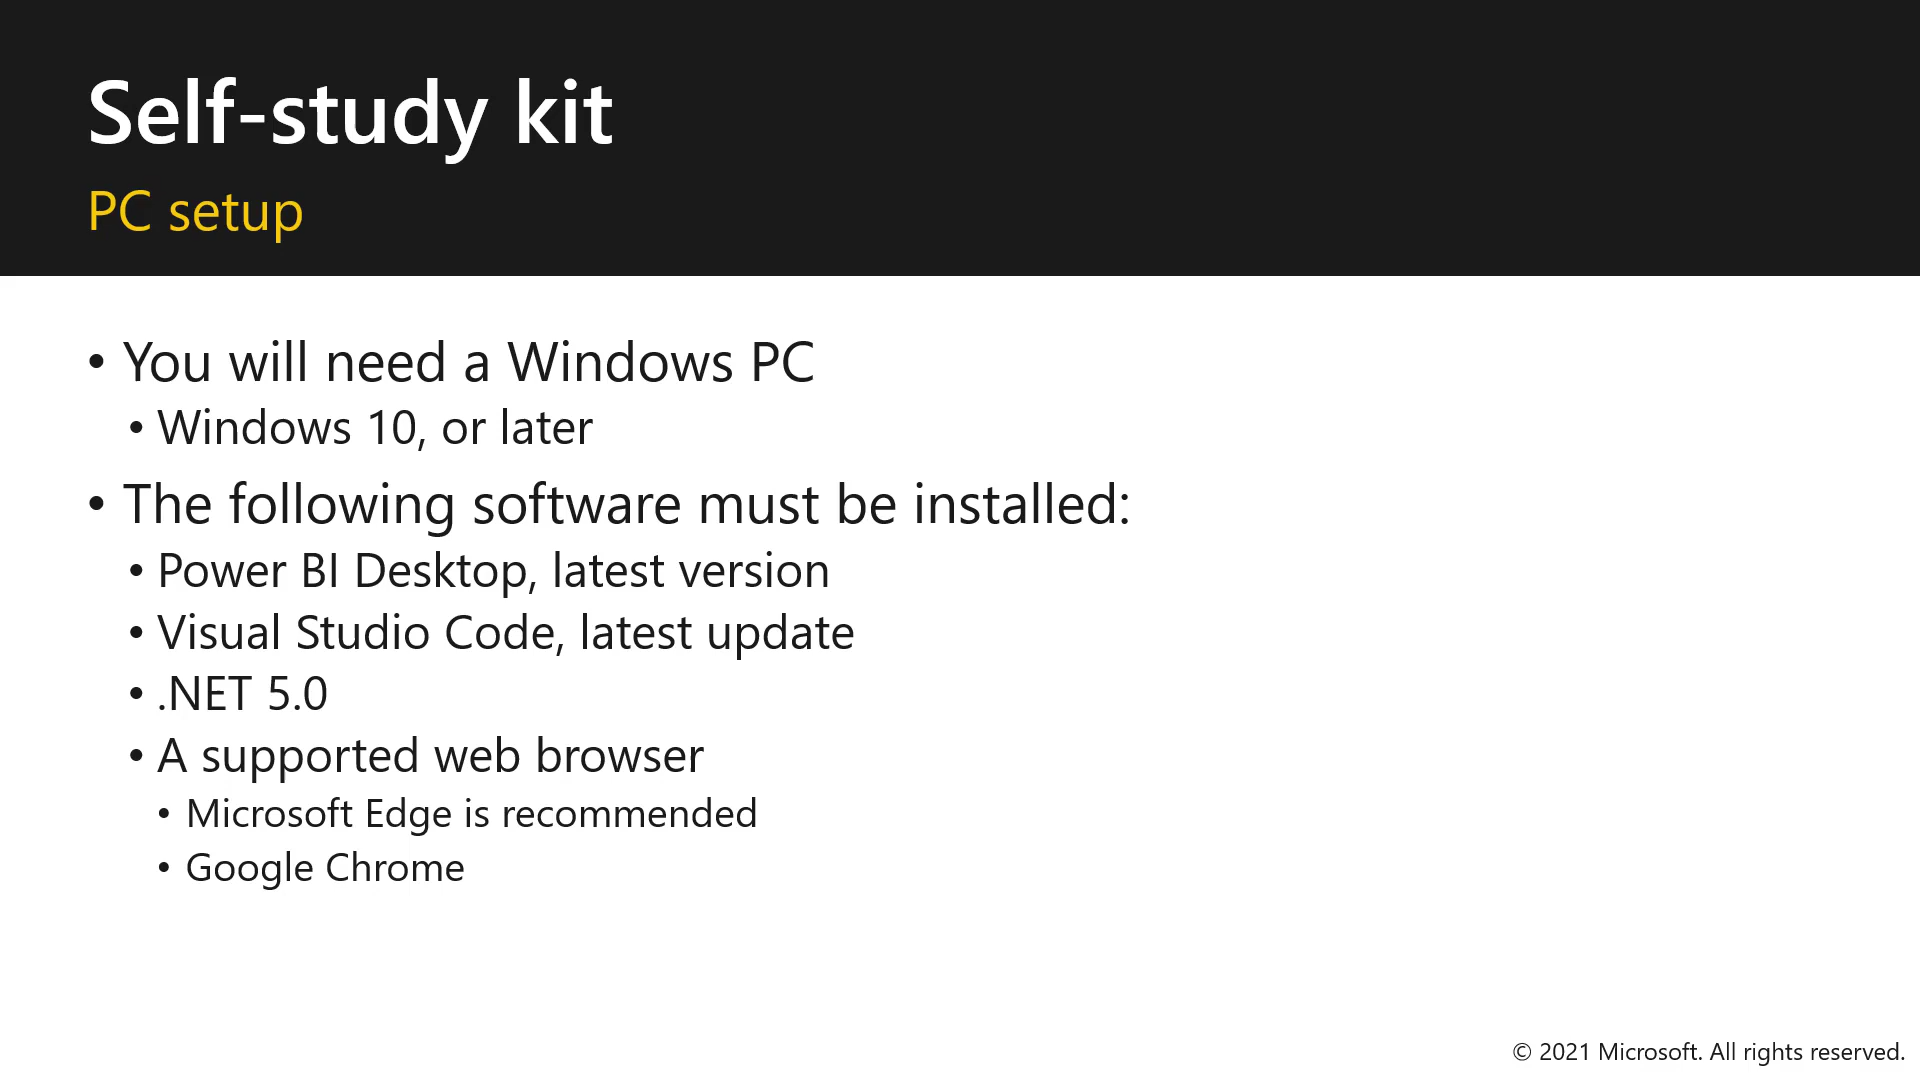 Self-study kit
PC setup
• You will need a Windows PC
• Windows 10, or later
• The following software must be installed:
• Power BI Desktop, latest version
• Visual Studio Code, latest update
• .NET 5.0
• A supported web browser
• Microsoft Edge is recommended
• Google Chrome
© 2021 Microsoft. All rights reserved.